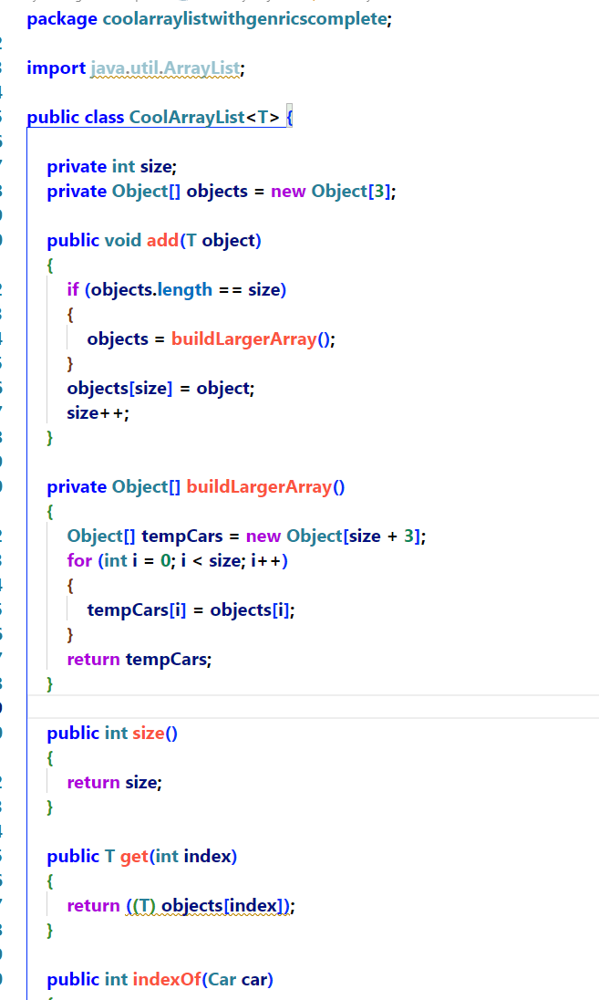 package coolarraylistwithgenricscomplete;
import java.util.ArrayList;
public class CoolArrayList<T> {
private int size;
private Object[] objects = new Object[3];
public void add(T object)
{
if (objects.length == size)
{
objects = buildLargerArray();
}
objects[size] = object;
size++;
}
private Object[] buildLargerArray()
{
Object[] tempCars = new Object[size + 3];
for (int i = 0; i < size; i++)
{
tempCars[i] = objects[i];
}
return tempCars;
}
public int size()
{
return size;
}
public T get(int index)
{
return ((T) objects[index]);
}
public int indexOf(Car car)